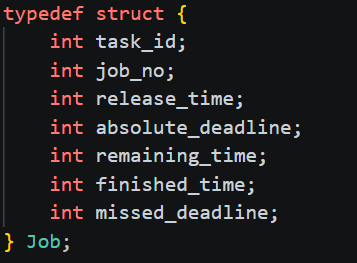 typedef struct {
    int task_id;
    int job_no;
    int release_time;
    int absolute_deadline;
    int remaining_time;
    int finished_time;
    int missed_deadline;
} Job;